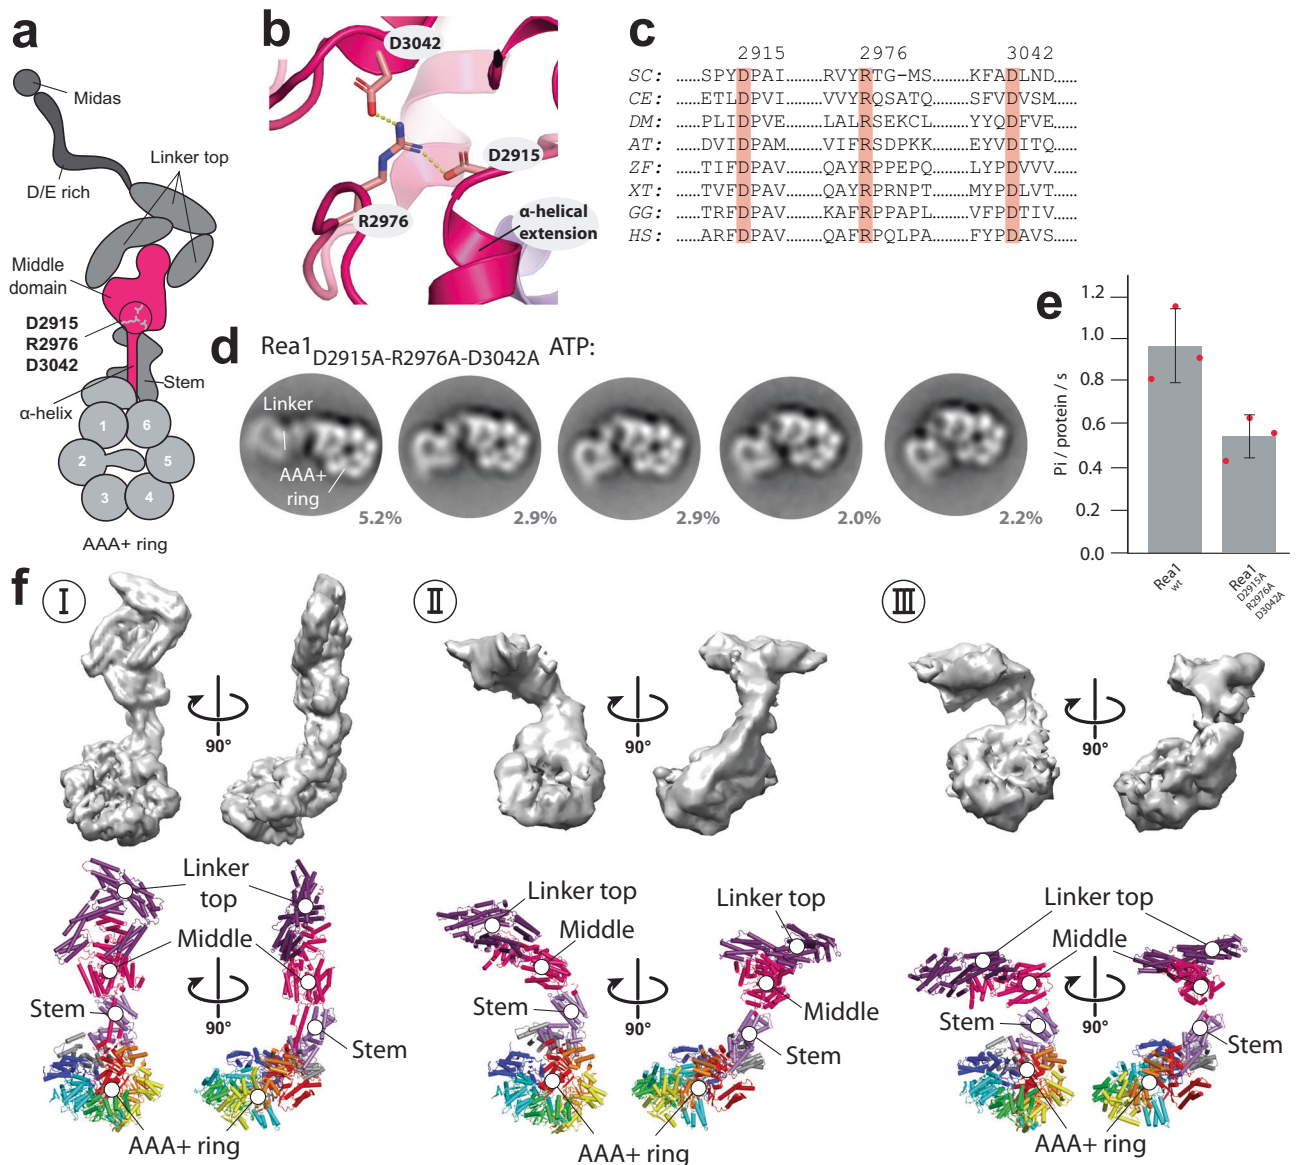 a
Midas
Linker top
D/E rich
Middle
domain
D2915
R2976
D3042
Stem
α-helix
1
6
2
5
3
4
AAA+ ring
b
D3042
D2915
R2976
α-helical
extension
c
2915 2976 3042
SC: ......SPYDPAI.........RVYRTG-MS.........KFADLND......
CE: ......ETLDPVI.........VVYRQSATQ.........SFVDVSM......
DM: ......PLIDPVE.........LALRSEKCL.........YYQDFVE......
AT: ......DVIDPAM.........VIFRSDPKK.........EYVDITQ......
ZF: ......TIFDPAV.........QAYRPPEPQ.........LYPDVVV......
XT: ......TVFDPAV.........QAYRPRNPT.........MYPDLVT......
GG: ......TRFDPAV.........KAFRPPAPL.........VFPDTIV......
HS: ......ARFDPAV.........QAFRPQLPA.........FYPDAVS......
d
Rea1D2915A-R2976A-D3042A ATP:
Linker
AAA+
ring
5.2%
2.9%
2.9%
2.0%
2.2%
e
Pi / protein / s
1.2
1.0
0.8
0.6
0.4
0.2
0.0
Rea1
wt
Rea1
D2915A
R2976A
D3042A
f
I
90°
II
90°
III
90°
Linker
top
Middle
Stem
90°
Stem
AAA+ ring
Linker top
Middle
Stem
90°
Linker top
Middle
Stem
AAA+ ring
Linker top
Middle
Stem
90°
AAA+ ring